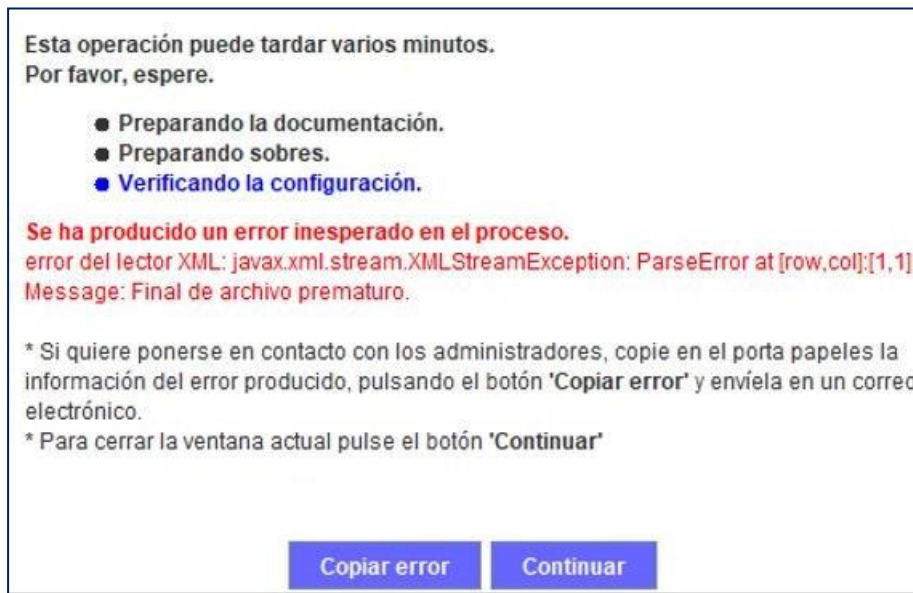 Esta operación puede tardar varios minutos.
Por favor, espere.
● Preparando la documentación.
● Preparando sobres.
● Verificando la configuración.
Se ha producido un error inesperado en el proceso.
error del lector XML: javax.xml.stream.XMLStreamException: ParseError at [row,col]:[1,1]
Message: Final de archivo prematuro.
* Si quiere ponerse en contacto con los administradores, copie en el porta papeles la
información del error producido, pulsando el botón 'Copiar error' y envíela en un correo
electrónico.
* Para cerrar la ventana actual pulse el botón 'Continuar'
Copiar error
Continuar